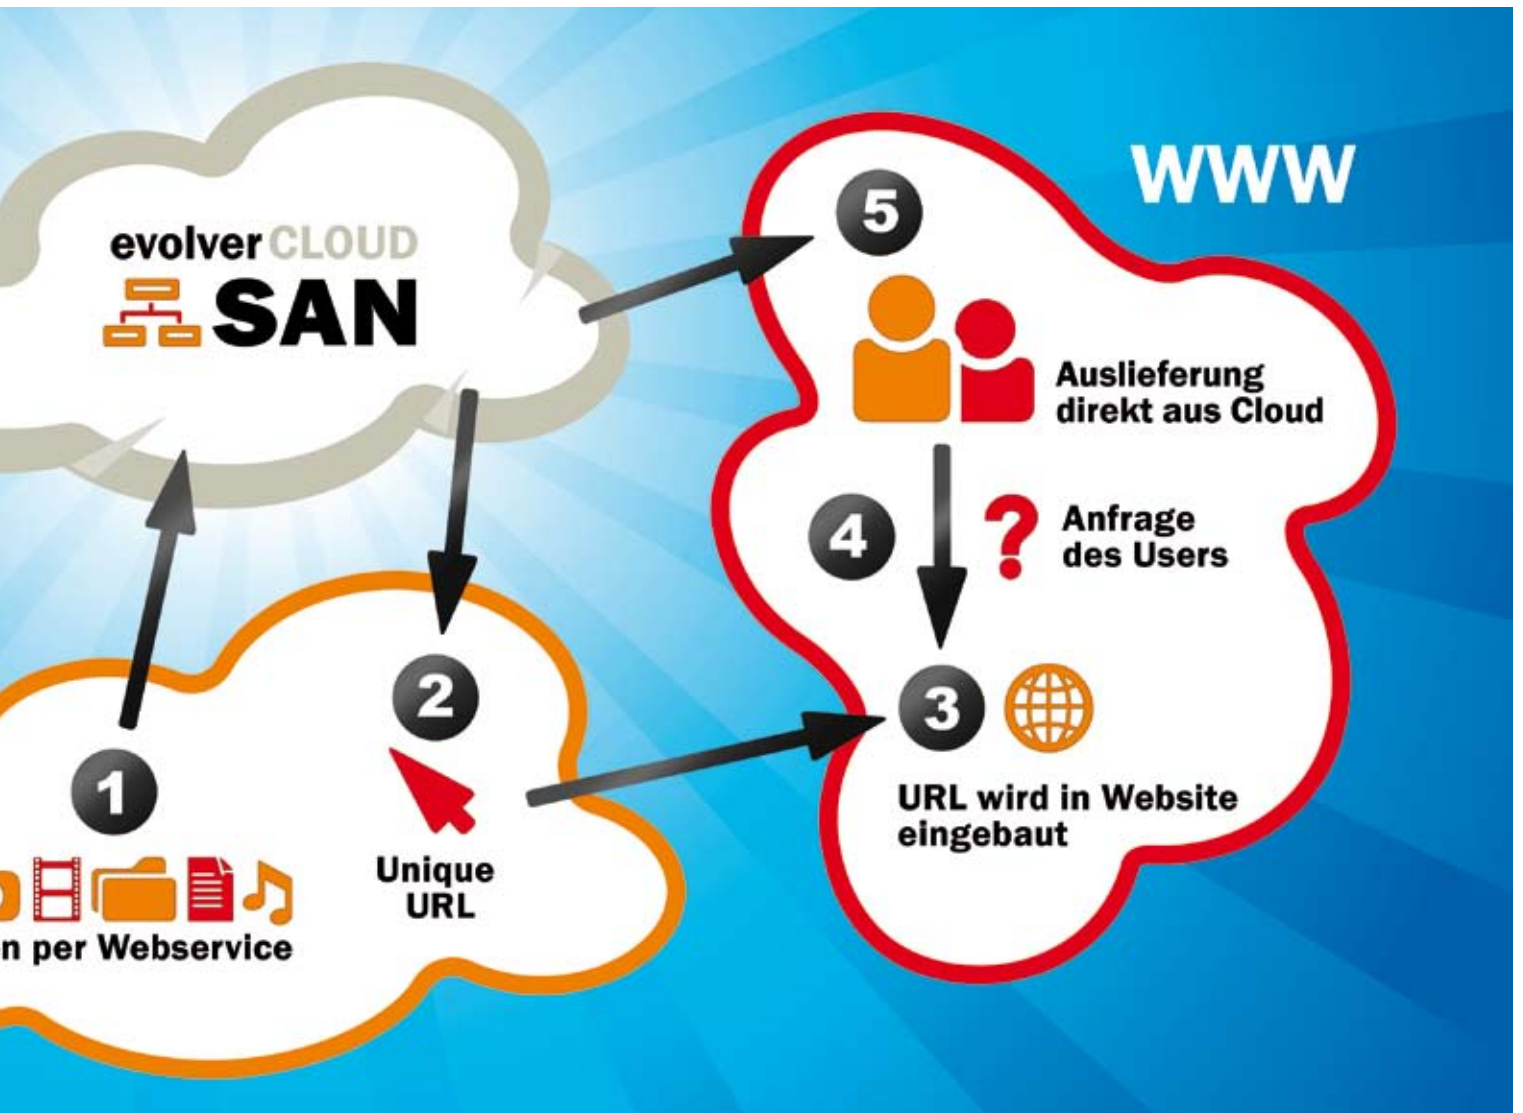 WWW
evolver CLOUD
SAN
5
Auslieferung
direkt aus Cloud
4
?
Anfrage
des Users
3
URL wird in Website
eingebaut
2
Unique
URL
1
per Webservice